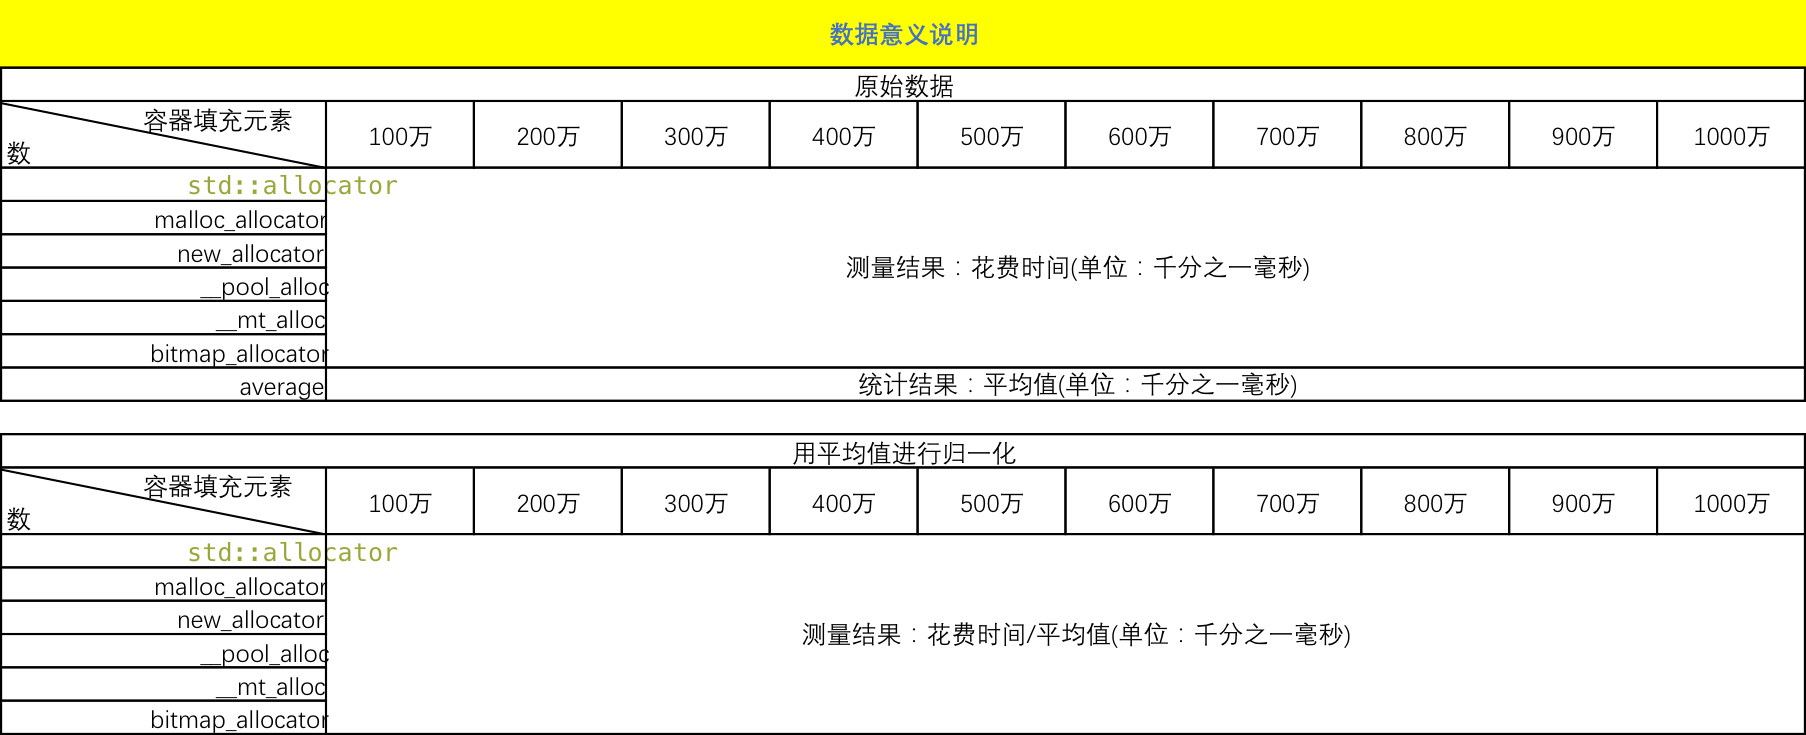 数据意义说明
原始数据
容器填充元素
数
100万 200万 300万 400万 500万 600万 700万 800万 900万 1000万
std::allocator
malloc_allocator
new_allocator
__pool_alloc
__mt_alloc
bitmap_allocator
测量结果：花费时间(单位：千分之一毫秒)
average 统计结果：平均值(单位：千分之一毫秒)
用平均值进行归一化
容器填充元素
数
100万 200万 300万 400万 500万 600万 700万 800万 900万 1000万
std::allocator
malloc_allocator
new_allocator
__pool_alloc
__mt_alloc
bitmap_allocator
测量结果：花费时间/平均值(单位：千分之一毫秒)